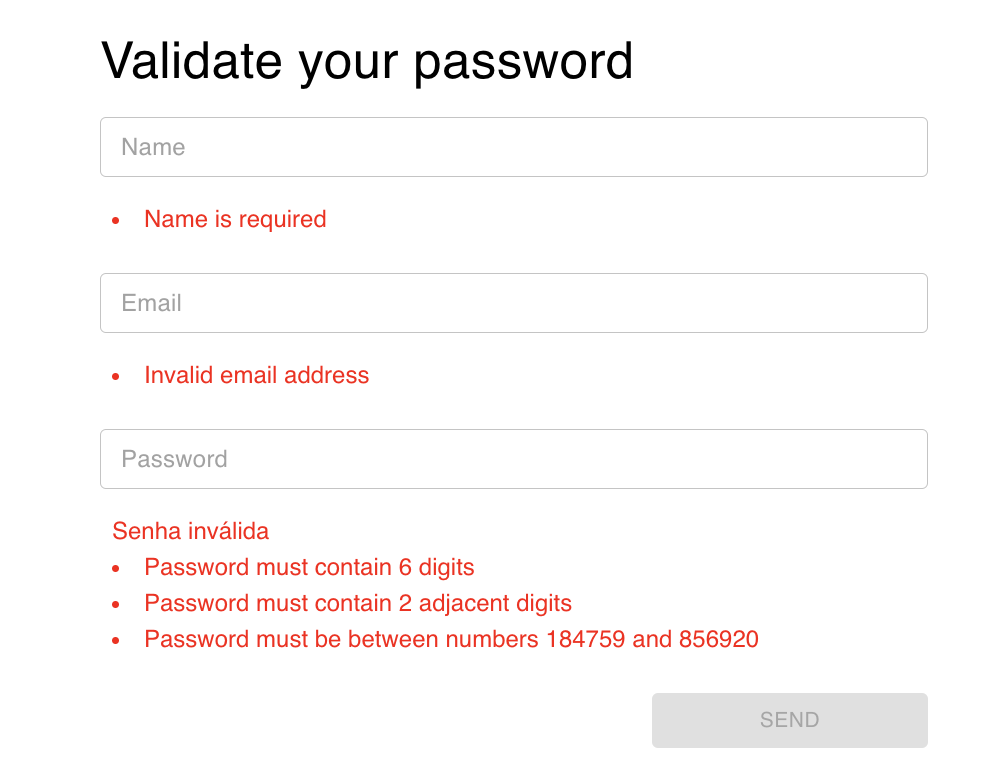 Validate your password
Name
• Name is required
Email
• Invalid email address
Password
Senha inválida
• Password must contain 6 digits
• Password must contain 2 adjacent digits
• Password must be between numbers 184759 and 856920
SEND